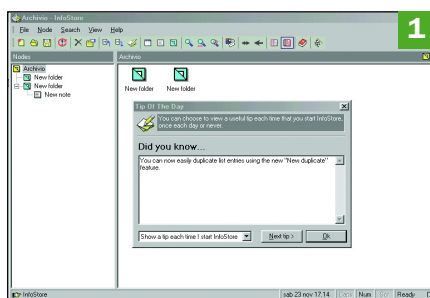 Archivio - InfoStore
File Node Search View Help
1
Nodes
Archivio
Archivio
New folder
New folder
New note
New folder New folder
Tip Of The Day
You can choose to view a useful tip each time that you start InfoStore,
once each day or never.
Did you know...
You can now easily duplicate list entries using the new "New duplicate"
feature.
Show a tip each time I start InfoStore
Next tip >
Ok
InfoStore
sab 23 nov 17.14 Caps Num Scr. Ready